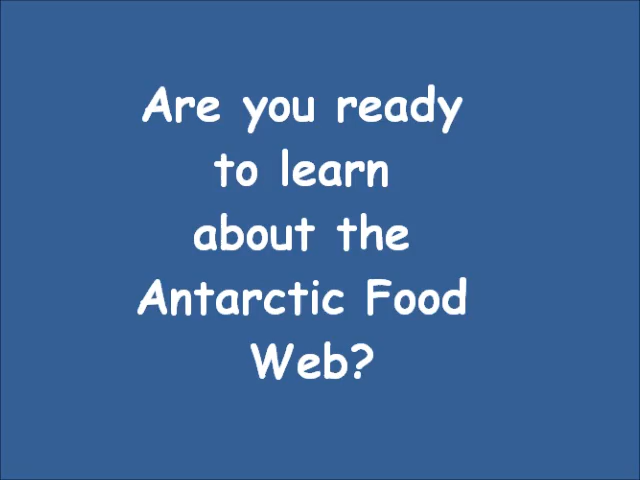 Are you ready
to learn
about the
Antarctic Food
Web?